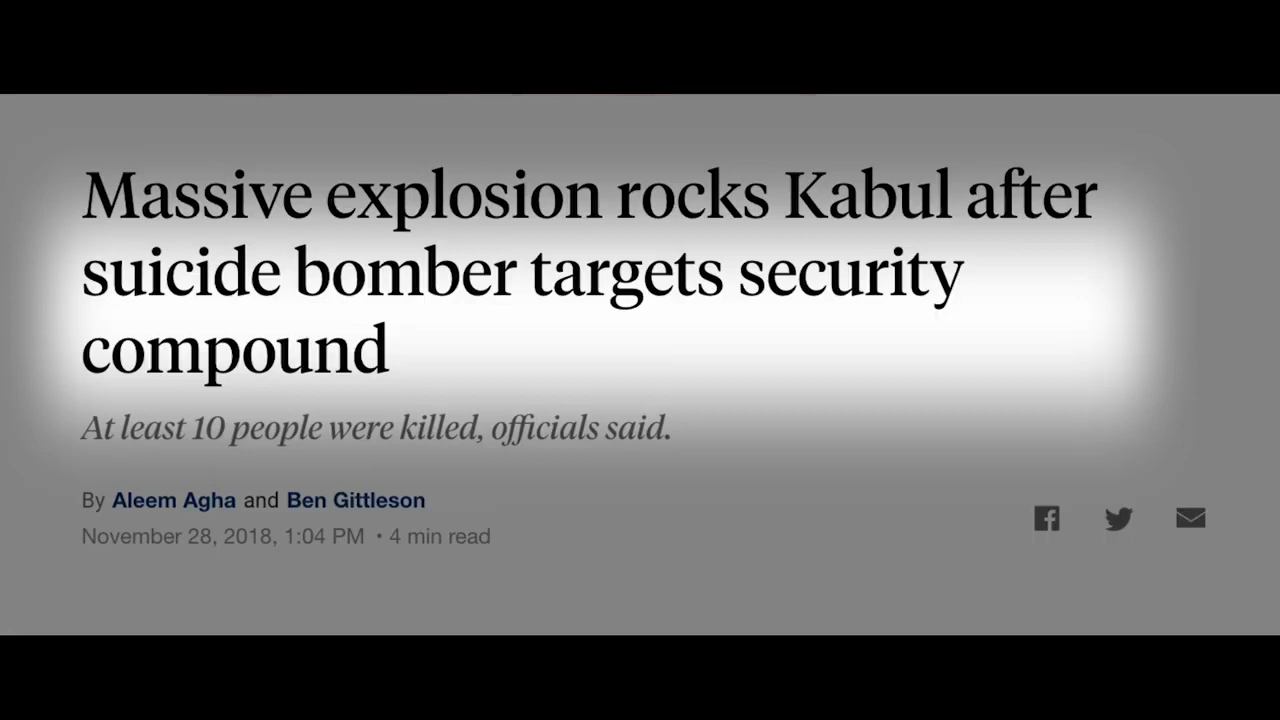 Massive explosion rocks Kabul after
suicide bomber targets security
compound
At least 10 people were killed, officials said.
By Aleem Agha and Ben Gittleson
November 28, 2018, 1:04 PM • 4 min read